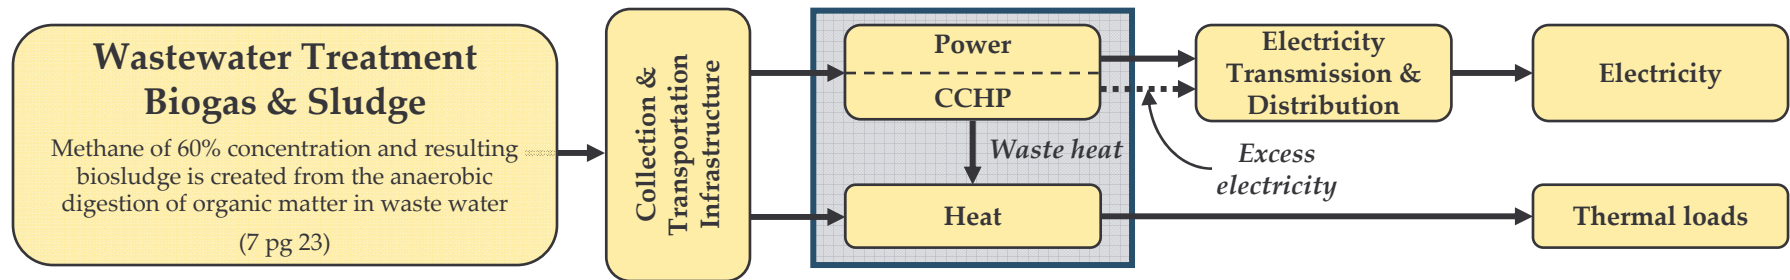 Wastewater Treatment
Biogas & Sludge
Methane of 60% concentration and resulting
biosludge is created from the anaerobic
digestion of organic matter in waste water
(7 pg 23)
Collection &
Transportation
Infrastructure
Power
CCHP
Waste heat
Heat
Excess
electricity
Electricity
Transmission &
Distribution
Electricity
Thermal loads